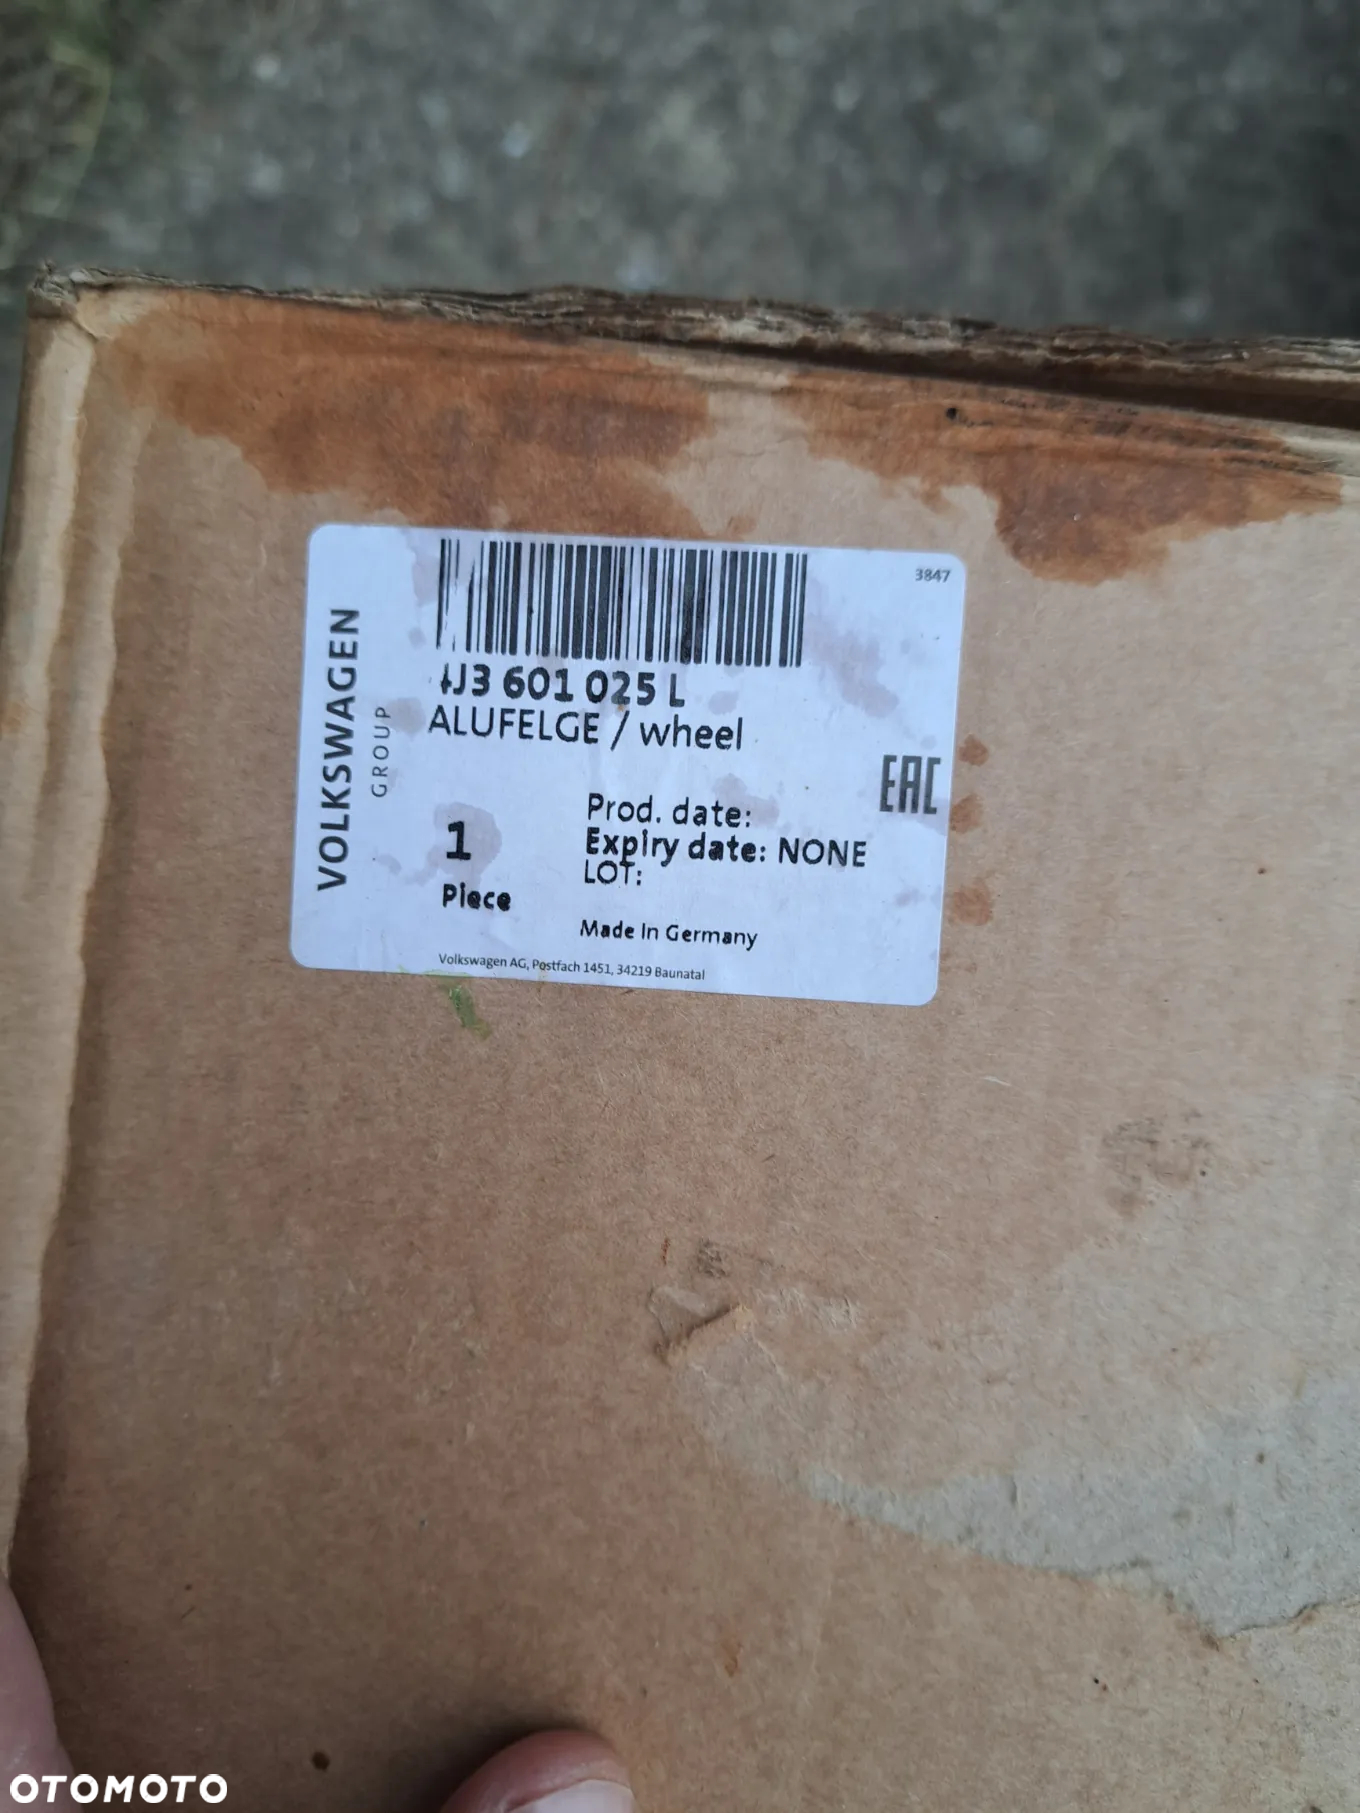 3847
VOLKSWAGEN
GROUP
4J3 601 025 L
ALUFELGE / wheel
EAC
1
Piece
Prod. date:
Expiry date: NONE
LOT:
Made In Germany
Volkswagen AG, Postfach 1451, 34219 Baunatal
OTOMOTO